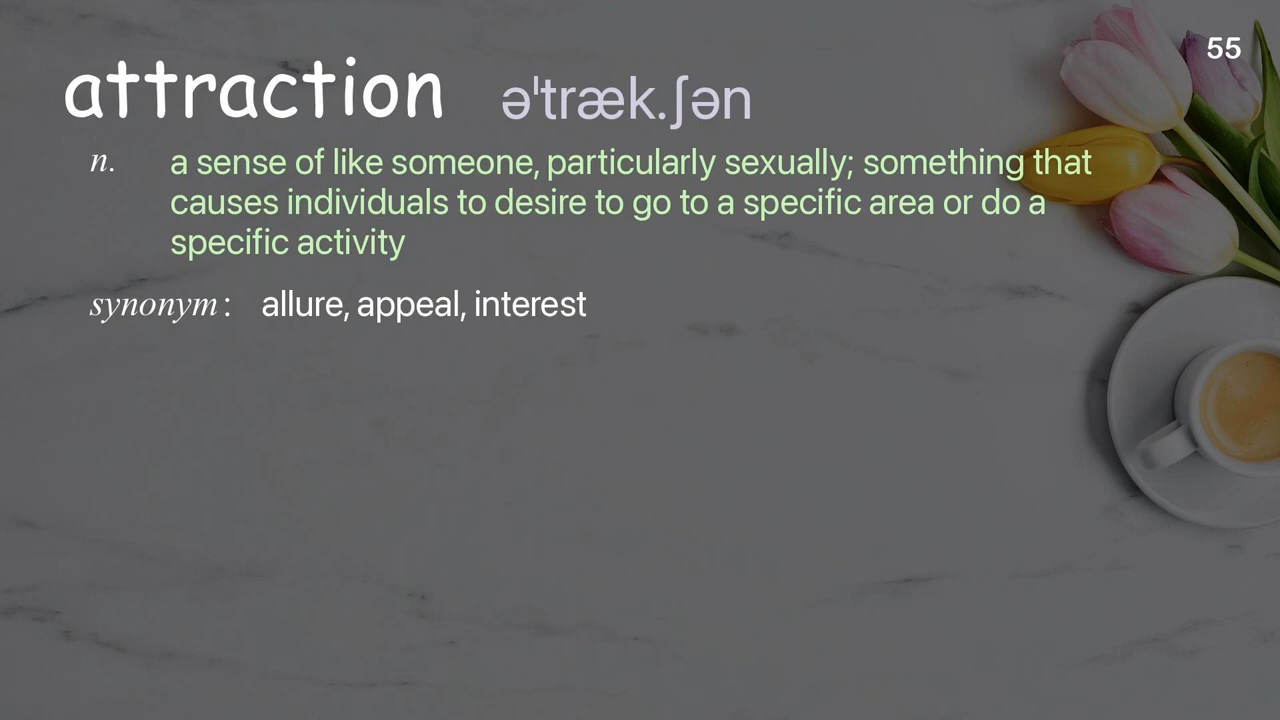 55
attraction əˈtræk.ʃən
n. a sense of like someone, particularly sexually; something that
causes individuals to desire to go to a specific area or do a
specific activity
synonym: allure, appeal, interest